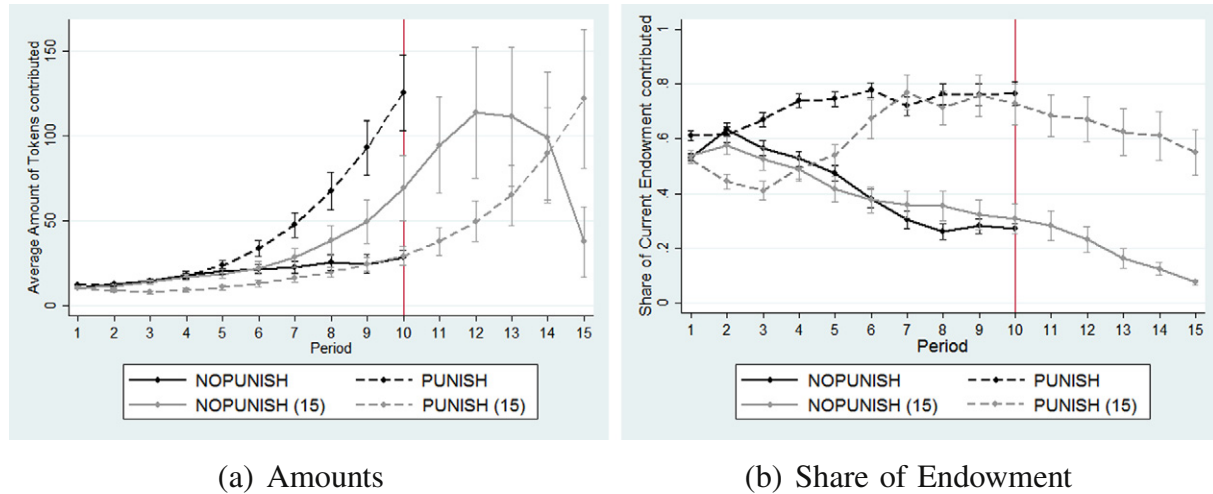 Average Amount of Tokens contributed
150
100
50
0
1 2 3 4 5 6 7 8 9 10 11 12 13 14 15
Period
NOPUNISH PUNISH
NOPUNISH (15) PUNISH (15)
(a) Amounts
Share of Current Endowment contributed
1
.8
.6
.4
.2
0
1 2 3 4 5 6 7 8 9 10 11 12 13 14 15
Period
NOPUNISH PUNISH
NOPUNISH (15) PUNISH (15)
(b) Share of Endowment